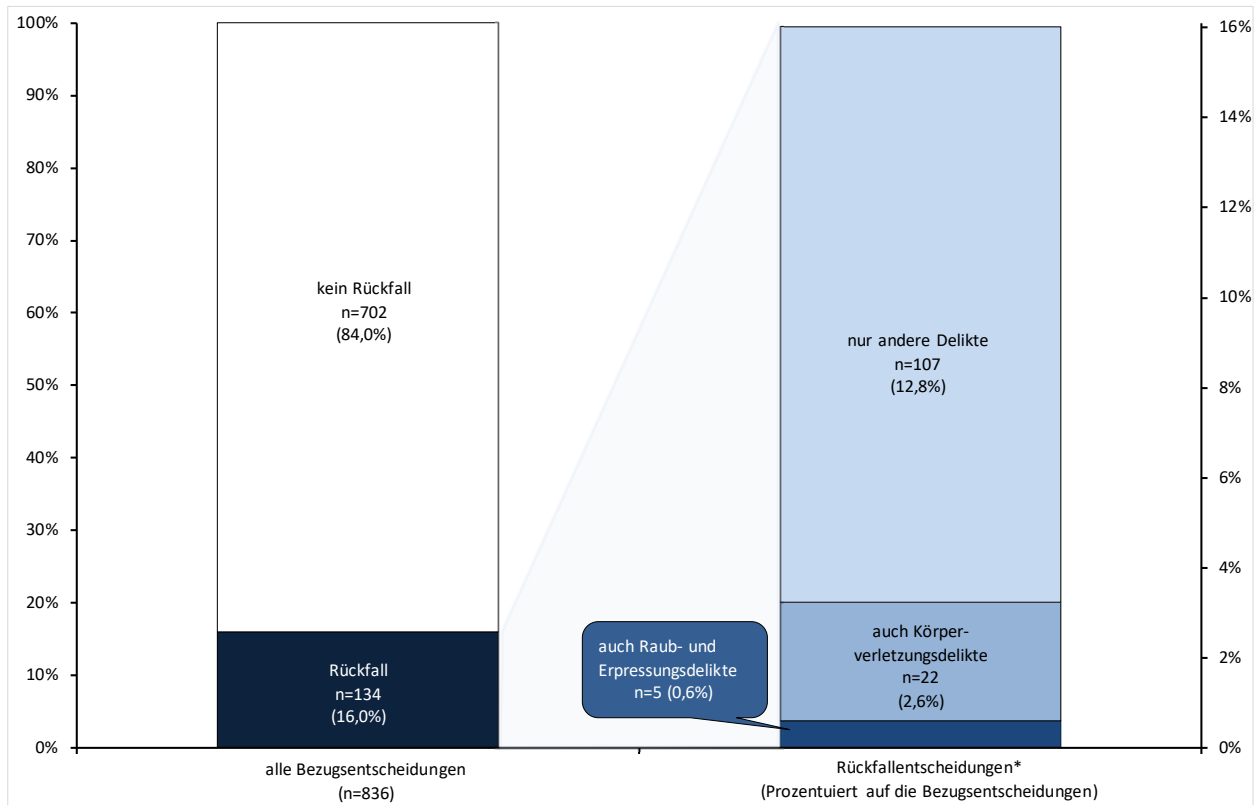 100%
90%
80%
70%
60%
50%
40%
30%
20%
10%
0%
kein Rückfall
n=702
(84,0%)
Rückfall
n=134
(16,0%)
alle Bezugsentscheidungen
(n=836)
auch Raub- und
Erpressungsdelikte
n=5 (0,6%)
nur andere Delikte
n=107
(12,8%)
auch Körper-
verletzungsdelikte
n=22
(2,6%)
Rückfallentscheidungen*
(Prozentuiert auf die Bezugsentscheidungen)
16%
14%
12%
10%
8%
6%
4%
2%
0%